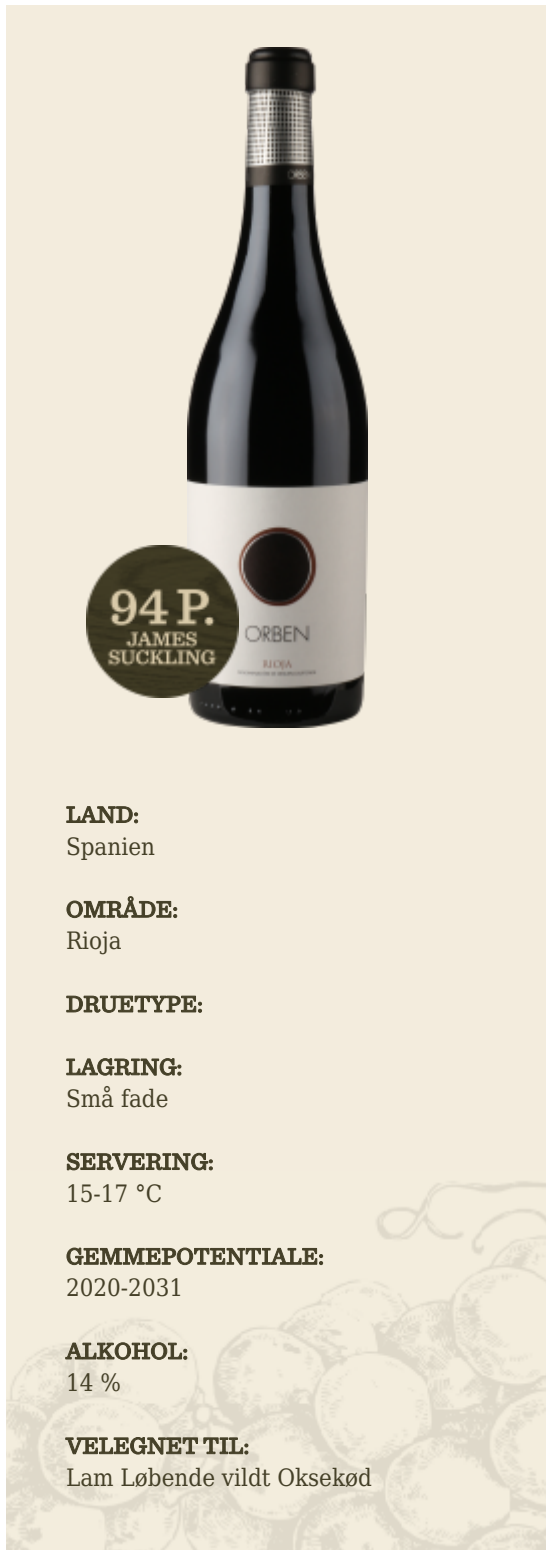 ORBEN
94 P.
JAMES
SUCKLING
ORBEN
RIOJA
LAND:
Spanien
OMRÅDE:
Rioja
DRUETYPE:
LAGRING:
Små fade
SERVERING:
15-17 °C
GEMMEPOTENTIALE:
2020-2031
ALKOHOL:
14 %
VELEGNET TIL:
Lam Løbende vildt Oksekød